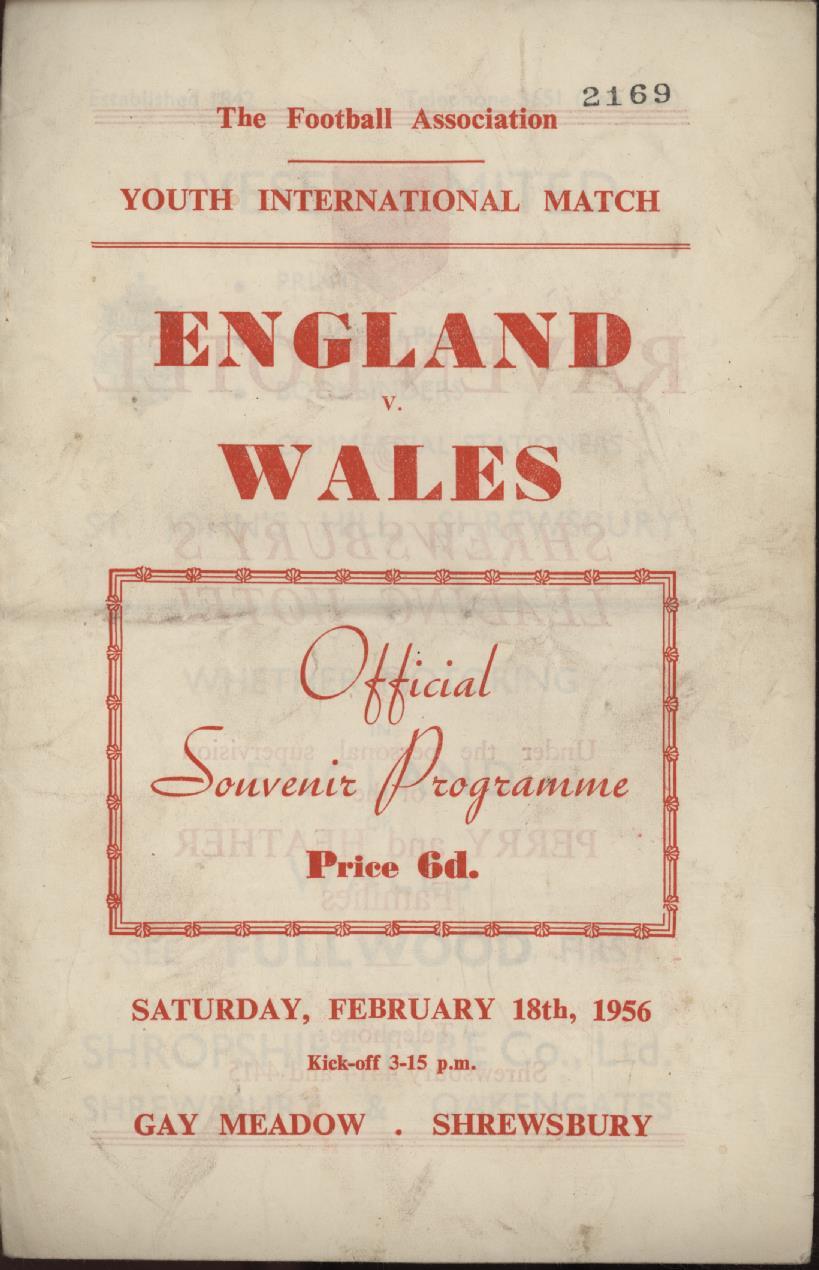 2169
The Football Association
YOUTH INTERNATIONAL MATCH
ENGLAND
v.
WALES
Official
Souvenir Programme
Price 6d.
SATURDAY, FEBRUARY 18th, 1956
Kick-off 3-15 p.m.
GAY MEADOW . SHREWSBURY